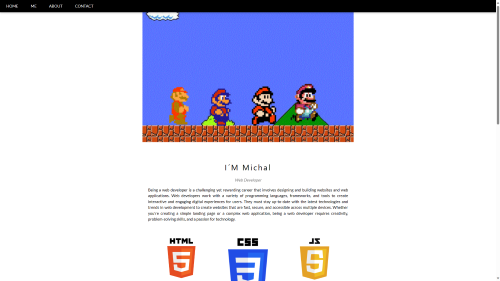 HOME ME ABOUT CONTACT
I´M Michal
Web Developer
Being a web developer is a challenging yet rewarding career that involves designing and building websites and web
applications. Web developers work with a variety of programming languages, frameworks, and tools to create
interactive and engaging digital experiences for users. They must stay up-to-date with the latest technologies and
trends in web development to create websites that are fast, secure, and accessible across multiple devices. Whether
you're creating a simple landing page or a complex web application, being a web developer requires creativity,
problem-solving skills, and a passion for technology.
HTML CSS JS
5 3 5